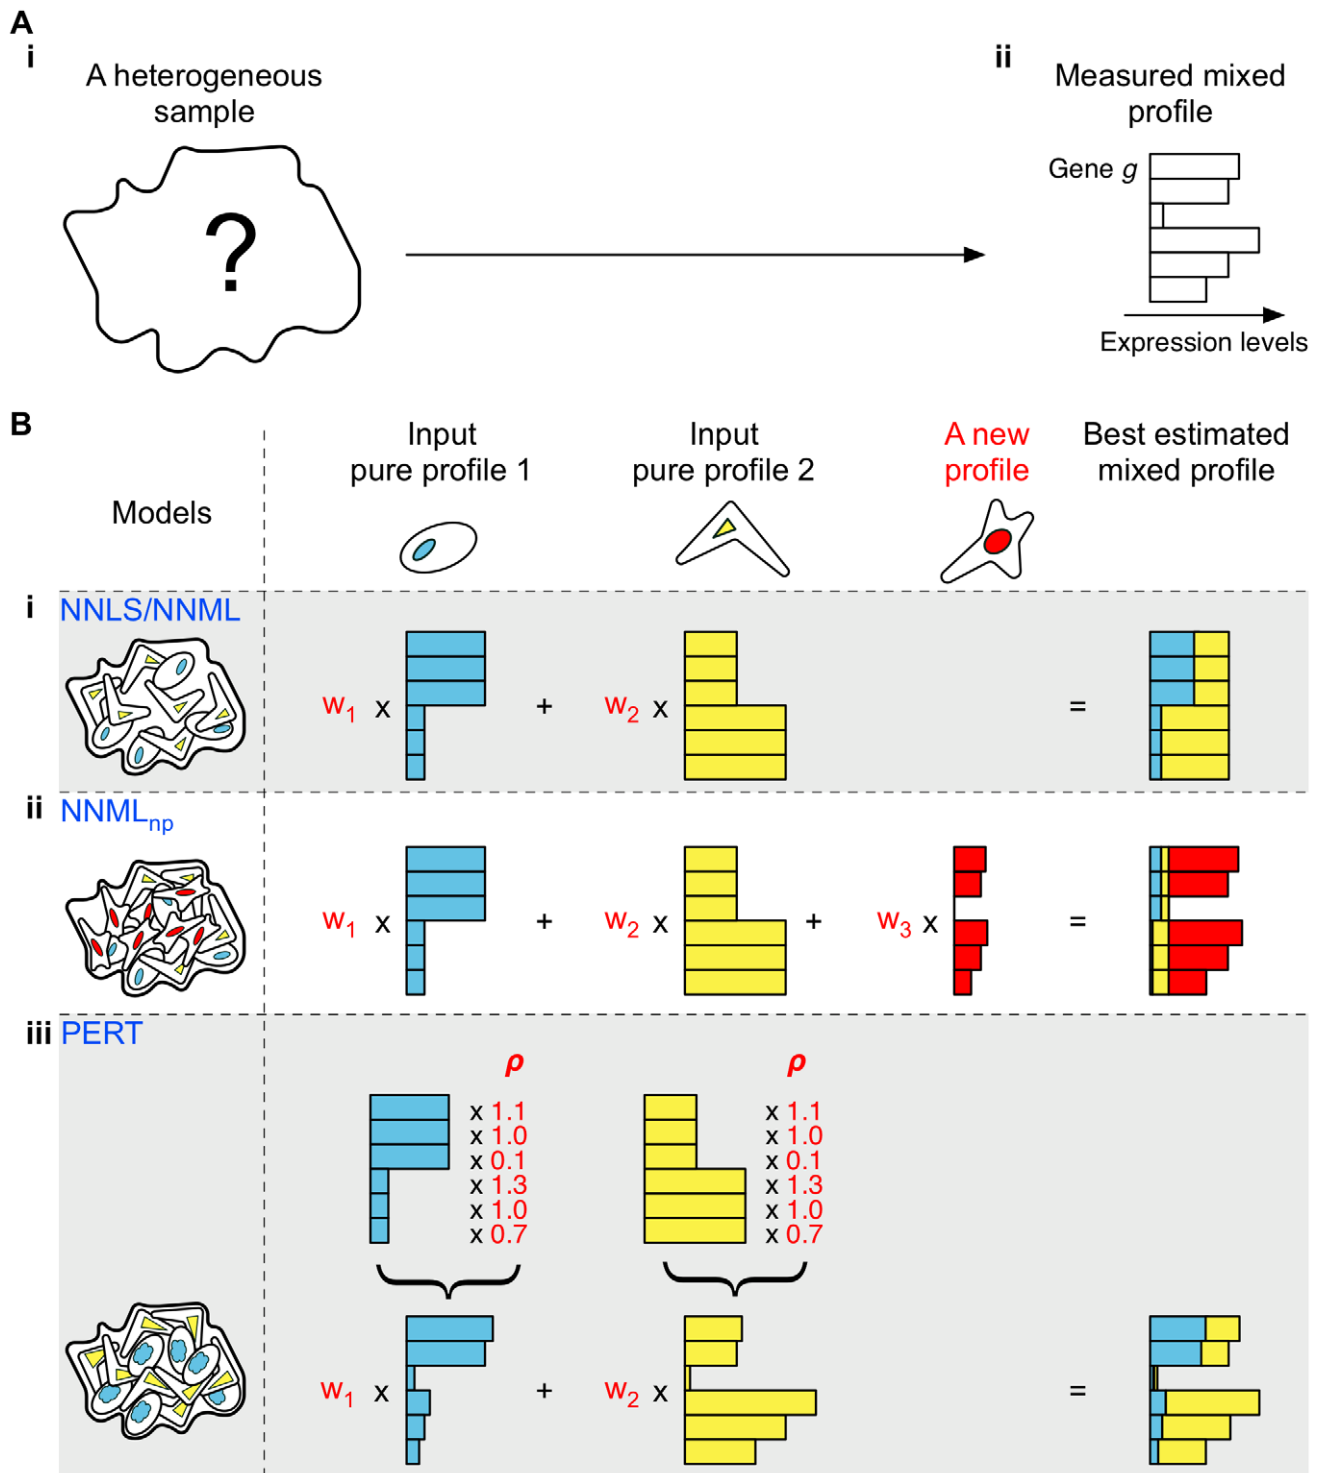 A
i
A heterogeneous
sample
?
ii
Measured mixed
profile
Gene g
Expression levels
B
Models
Input
pure profile 1
Input
pure profile 2
A new
profile
Best estimated
mixed profile
i NNLS/NNML
w1 x + w2 x =
ii NNMLnp
w1 x + w2 x + w3 x =
iii PERT
ρ ρ
x 1.1 x 1.1
x 1.0 x 1.0
x 0.1 x 0.1
x 1.3 x 1.3
x 1.0 x 1.0
x 0.7 x 0.7
w1 x + w2 x =